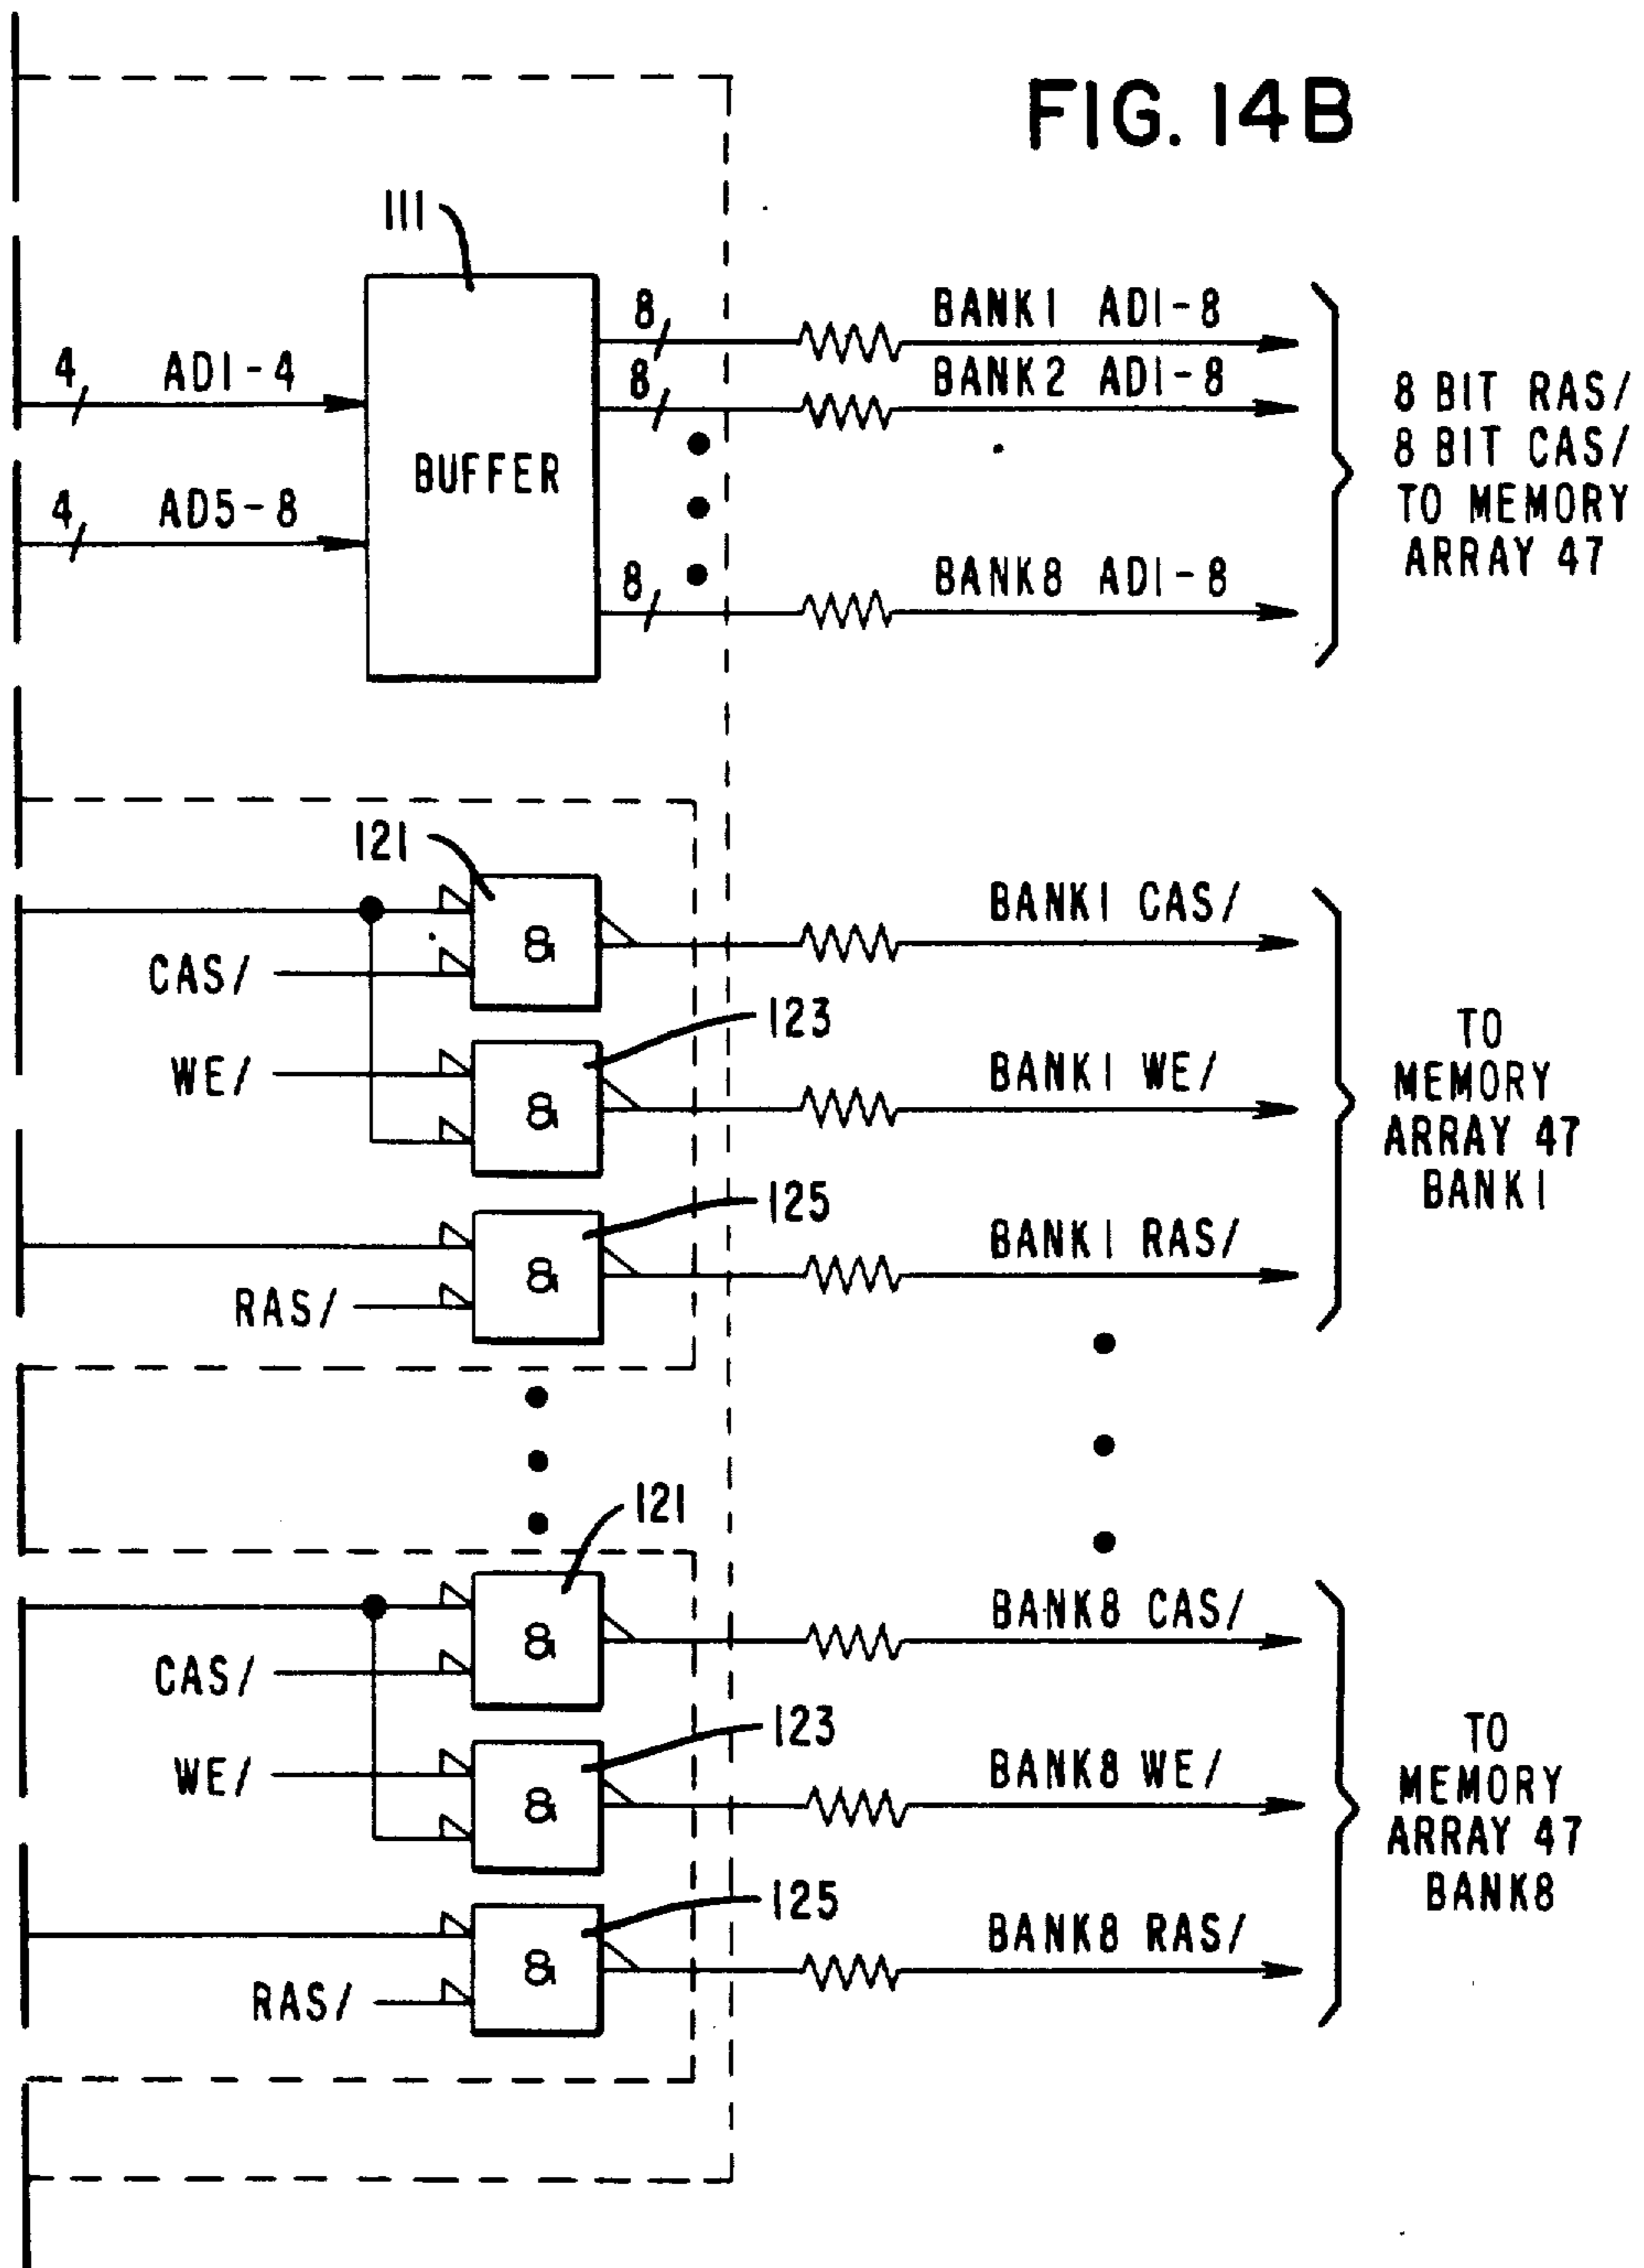 FIG. 14B
111
4 AD1-4
4 AD5-8
BUFFER
8 BANK1 AD1-8
8 BANK2 AD1-8
8 BANK8 AD1-8
8 BIT RAS/
8 BIT CAS/
TO MEMORY
ARRAY 47
121
CAS/
&
BANK1 CAS/
123
WE/
&
BANK1 WE/
125
RAS/
&
BANK1 RAS/
TO
MEMORY
ARRAY 47
BANK1
121
CAS/
&
BANK8 CAS/
123
WE/
&
BANK8 WE/
125
RAS/
&
BANK8 RAS/
TO
MEMORY
ARRAY 47
BANK8